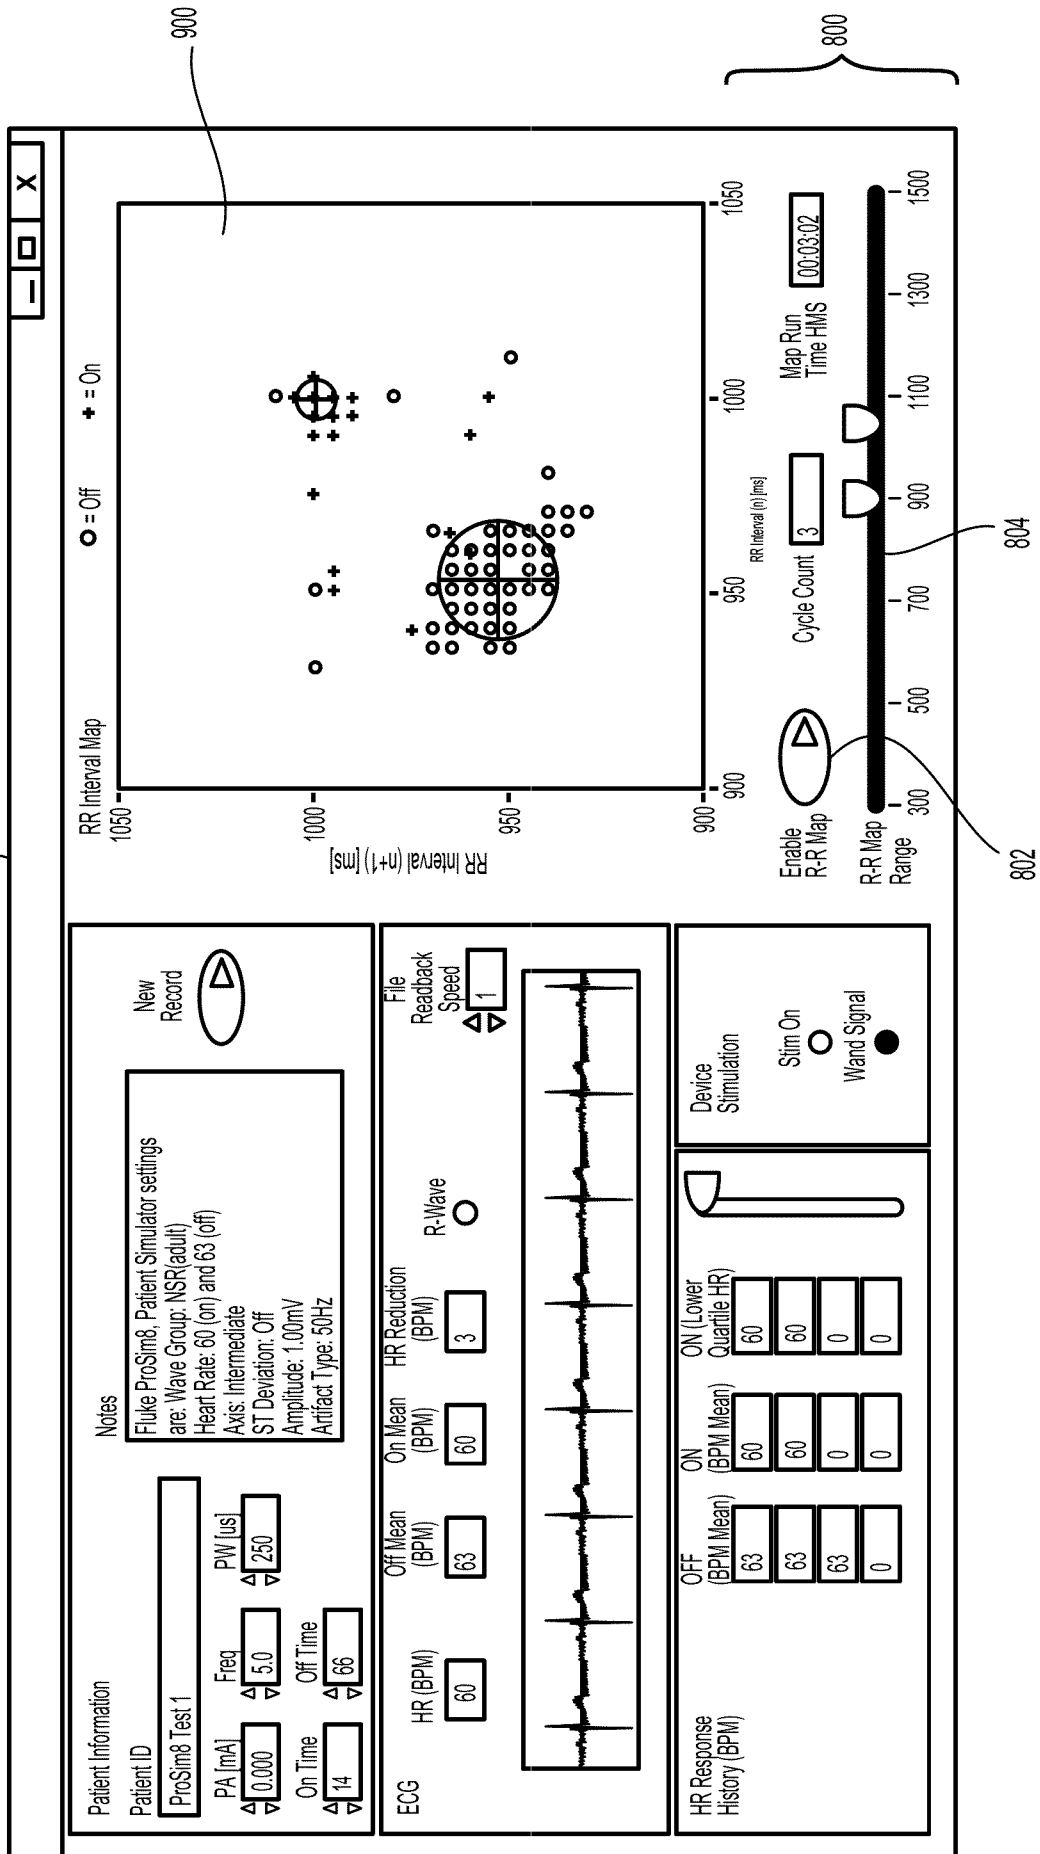 Patient Information
Patient ID
ProSim8 Test 1
PA [mA]
0.000
Freq
5.0
PW [us]
250
On Time
14
Off Time
66
Notes
Fluke ProSim8, Patient Simulator settings
are: Wave Group: NSR(adult)
Heart Rate: 60 (on) and 63 (off)
Axis: Intermediate
ST Deviation: Off
Amplitude: 1.00mV
Artifact Type: 50Hz
New
Record
ECG
HR (BPM)
60
Off Mean
(BPM)
63
On Mean
(BPM)
60
HR Reduction
(BPM)
3
R-Wave
File
Readback
Speed
1
HR Response
History (BPM)
OFF
(BPM Mean)
63
63
63
0
ON
(BPM Mean)
60
60
0
0
ON (Lower
Quartile HR)
60
60
0
0
Device
Stimulation
Stim On
Wand Signal
X
RR Interval Map
= Off
+ = On
RR Interval (n+1) [ms]
1050
1000
950
900
900
950
1000
1050
RR Interval (n) [ms]
Enable
R-R Map
Cycle Count
3
Map Run
Time HMS
00:03:02
R-R Map
Range
300
500
700
900
1100
1300
1500
802
804
800
900